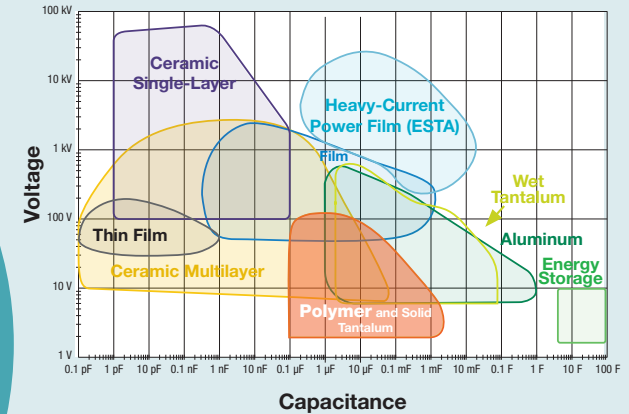 100 kV
10 kV
1 kV
100 V
10 V
1 V
Voltage
Ceramic
Single-Layer
Heavy-Current
Power Film (ESTA)
Film
Wet
Tantalum
Thin Film
Aluminum
Ceramic Multilayer
Energy
Storage
Polymer and Solid
Tantalum
0.1 pF 1 pF 10 pF 0.1 nF 1 nF 10 nF 0.1 µF 1 µF 10 µF 0.1 mF 1 mF 10 mF 0.1 F 1 F 10 F 100 F
Capacitance